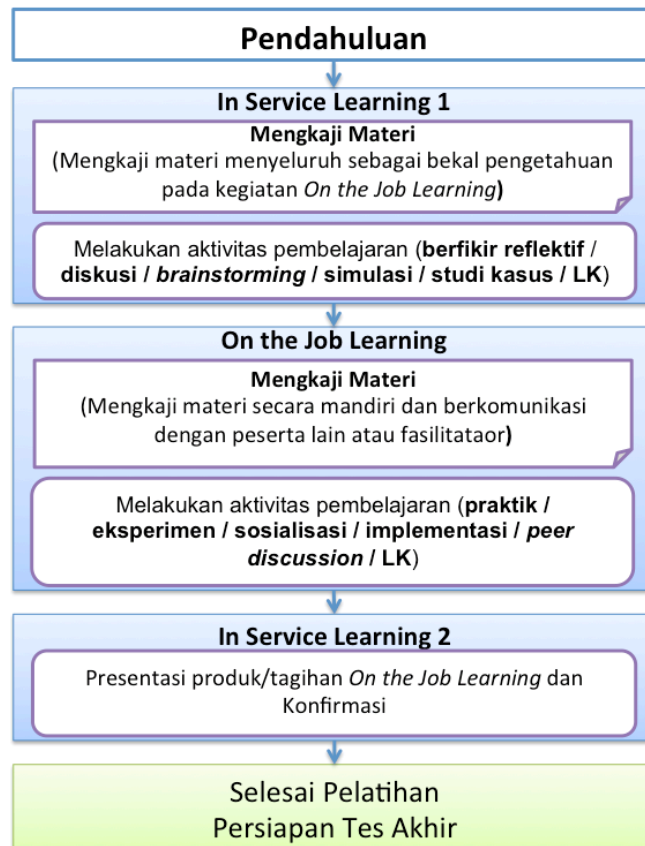 Pendahuluan
In Service Learning 1
Mengkaji Materi
(Mengkaji materi menyeluruh sebagai bekal pengetahuan
pada kegiatan On the Job Learning)
Melakukan aktivitas pembelajaran (berfikir reflektif /
diskusi / brainstorming / simulasi / studi kasus / LK)
On the Job Learning
Mengkaji Materi
(Mengkaji materi secara mandiri dan berkomunikasi
dengan peserta lain atau fasilitataor)
Melakukan aktivitas pembelajaran (praktik /
eksperimen / sosialisasi / implementasi / peer
discussion / LK)
In Service Learning 2
Presentasi produk/tagihan On the Job Learning dan
Konfirmasi
Selesai Pelatihan
Persiapan Tes Akhir